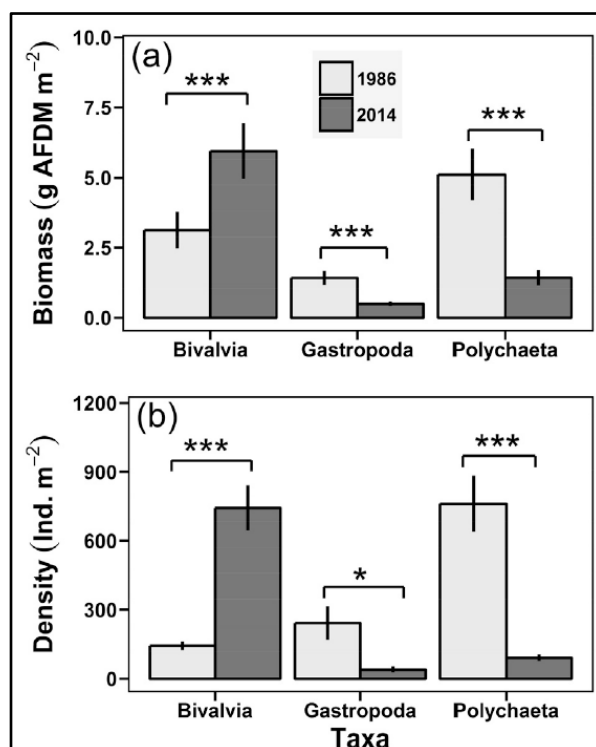 (a)
1986
2014
***
***
***
10.0
7.5
5.0
2.5
0.0
Biomass (g AFDM m⁻²)
Bivalvia Gastropoda Polychaeta
(b)
***
*
***
1200
900
600
300
0
Density (Ind. m⁻²)
Bivalvia Gastropoda Polychaeta
Taxa